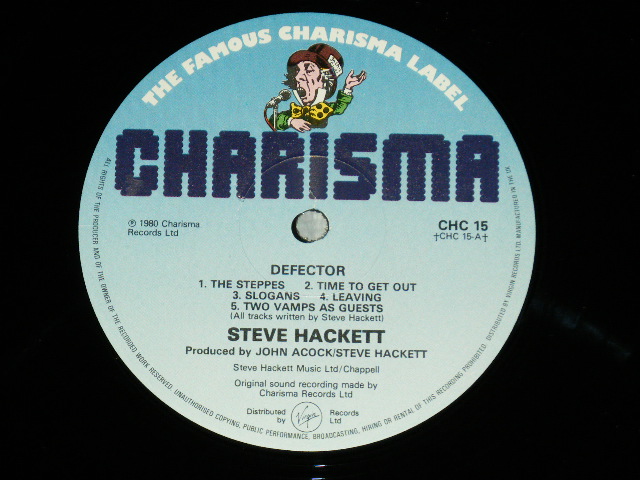 THE FAMOUS CHARISMA LABEL
CHARISMA
℗ 1980 Charisma
Records Ltd
CHC 15
†CHC 15-A†
DEFECTOR
1. THE STEPPES 2. TIME TO GET OUT
3. SLOGANS 4. LEAVING
5. TWO VAMPS AS GUESTS
(All tracks written by Steve Hackett)
STEVE HACKETT
Produced by JOHN ACOCK/STEVE HACKETT
Steve Hackett Music Ltd/Chappell
Original sound recording made by
Charisma Records Ltd
Distributed
by
Virgin
Records
Ltd
ALL RIGHTS OF THE PRODUCER AND OF THE OWNER OF THE RECORDED WORK RESERVED. UNAUTHORISED COPYING, PUBLIC PERFORMANCE, BROADCASTING, HIRING OR RENTAL OF THIS RECORDING PROHIBITED. DISTRIBUTED BY VIRGIN RECORDS LTD. MANUFACTURED IN THE UK